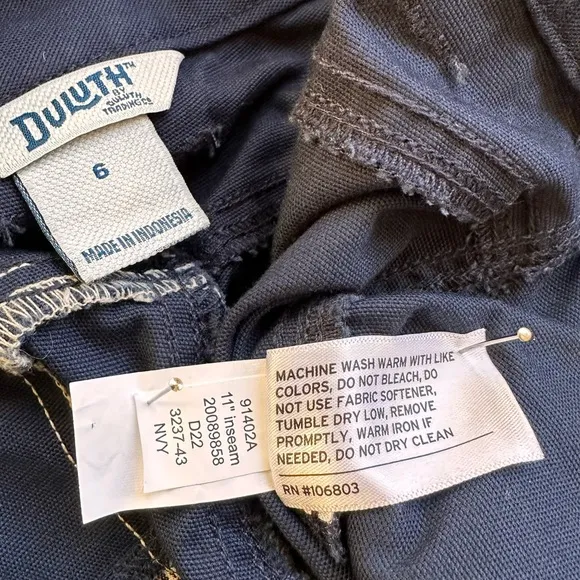 DULUTH™
BY
DULUTH
TRADING CO
6
MADE IN INDONESIA
91402A
11" inseam
20089858
D22
3237-43
NVY
MACHINE WASH WARM WITH LIKE
COLORS, DO NOT BLEACH, DO
NOT USE FABRIC SOFTENER,
TUMBLE DRY LOW, REMOVE
PROMPTLY, WARM IRON IF
NEEDED, DO NOT DRY CLEAN
RN #106803